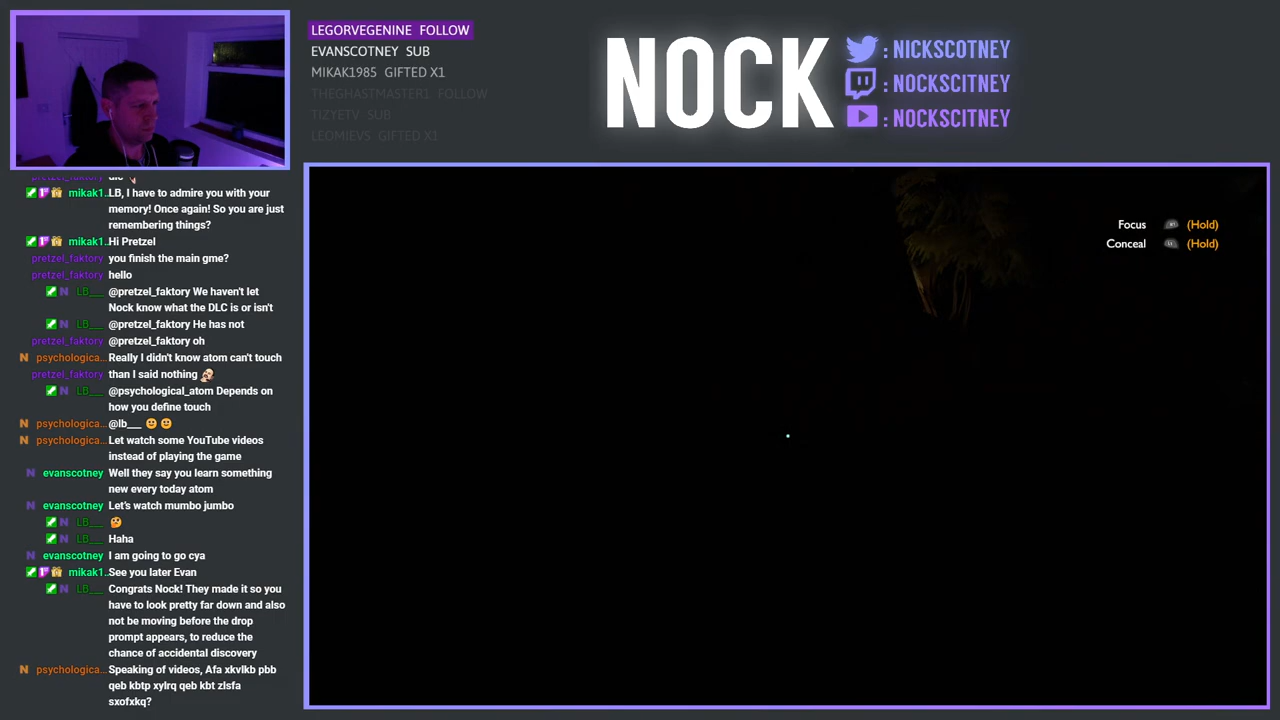 LEGORVEGENINE FOLLOW
EVANSCOTNEY SUB
MIKAK1985 GIFTED X1
THEGHASTMASTER1 FOLLOW
TIZYETV SUB
LEOMIEVS GIFTED X1
NOCK
: NICKSCOTNEY
: NOCKSCITNEY
: NOCKSCITNEY
Focus (Hold)
Conceal (Hold)
pretzel_faktory dlc
mikak1.. LB, I have to admire you with your
memory! Once again! So you are just
remembering things?
mikak1.. Hi Pretzel
pretzel_faktory you finish the main gme?
pretzel_faktory hello
LB__ @pretzel_faktory We haven't let
Nock know what the DLC is or isn't
LB__ @pretzel_faktory He has not
pretzel_faktory @pretzel_faktory oh
psychologica... Really I didn't know atom can't touch
pretzel_faktory than I said nothing
LB__ @psychological_atom Depends on
how you define touch
psychologica... @lb__
psychologica... Let watch some YouTube videos
instead of playing the game
evanscotney Well they say you learn something
new every today atom
evanscotney Let's watch mumbo jumbo
LB__
LB__ Haha
evanscotney I am going to go cya
mikak1.. See you later Evan
LB__ Congrats Nock! They made it so you
have to look pretty far down and also
not be moving before the drop
prompt appears, to reduce the
chance of accidental discovery
psychologica... Speaking of videos, Afa xkvlkb pbb
qeb kbtp xylrq qeb kbt zlsfa
sxofxkq?